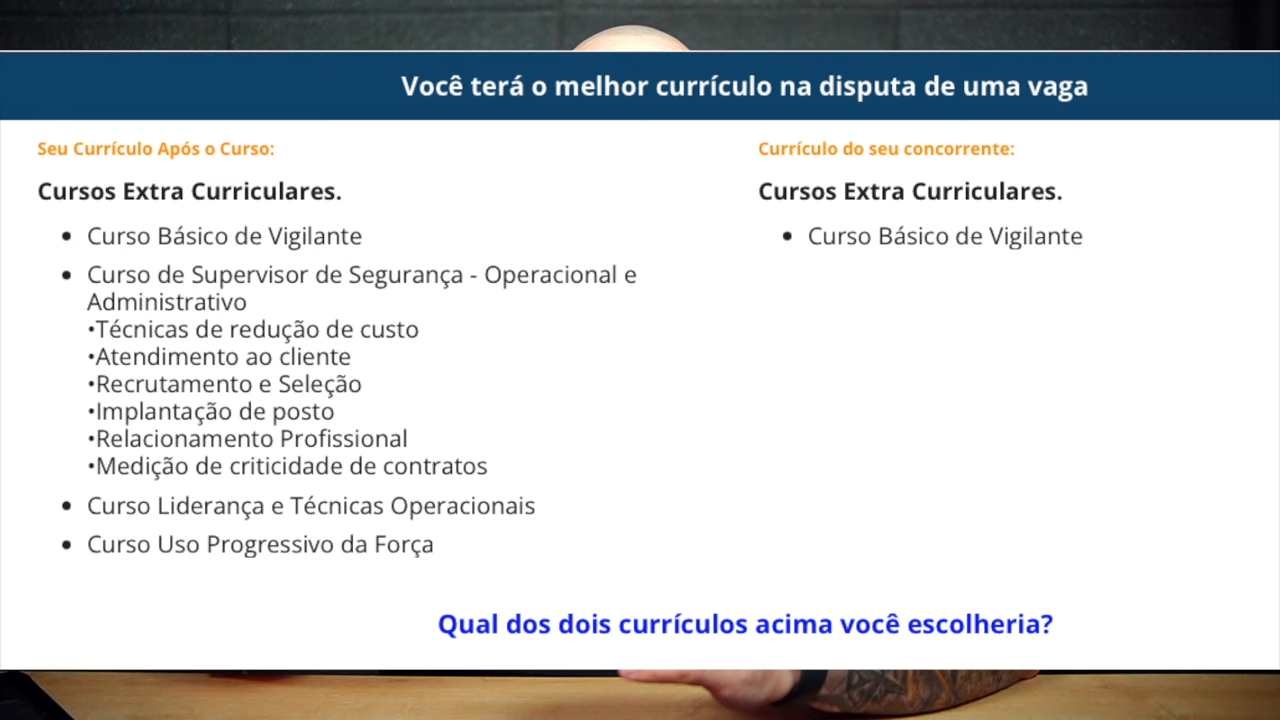 Você terá o melhor currículo na disputa de uma vaga
Seu Currículo Após o Curso:
Cursos Extra Curriculares.
• Curso Básico de Vigilante
• Curso de Supervisor de Segurança - Operacional e
Administrativo
•Técnicas de redução de custo
•Atendimento ao cliente
•Recrutamento e Seleção
•Implantação de posto
•Relacionamento Profissional
•Medição de criticidade de contratos
• Curso Liderança e Técnicas Operacionais
• Curso Uso Progressivo da Força
Currículo do seu concorrente:
Cursos Extra Curriculares.
• Curso Básico de Vigilante
Qual dos dois currículos acima você escolheria?